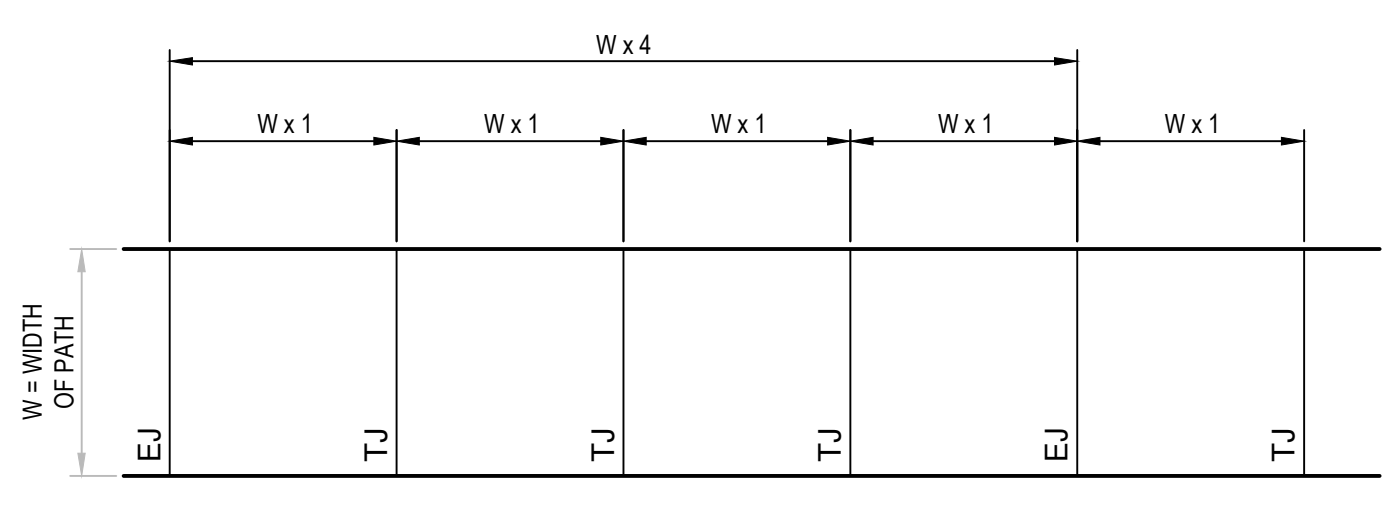 W x 4
W x 1
W x 1
W x 1
W x 1
W x 1
W = WIDTH
OF PATH
EJ
TJ
TJ
TJ
EJ
TJ